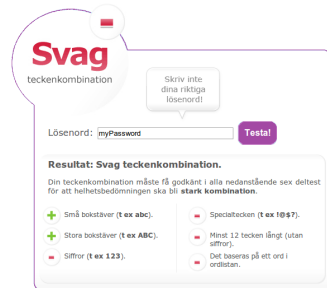 Svag
teckenkombination
Skriv inte
dina riktiga
lösenord!
Lösenord: myPassword Testa!
Resultat: Svag teckenkombination.
Din teckenkombination måste få godkänt i alla nedanstående sex deltest
för att helhetsbedömningen ska bli stark kombination.
Små bokstäver (t ex abc).
Stora bokstäver (t ex ABC).
Siffror (t ex 123).
Specialtecken (t ex !@$?).
Minst 12 tecken långt (utan
siffror).
Det baseras på ett ord i
ordlistan.